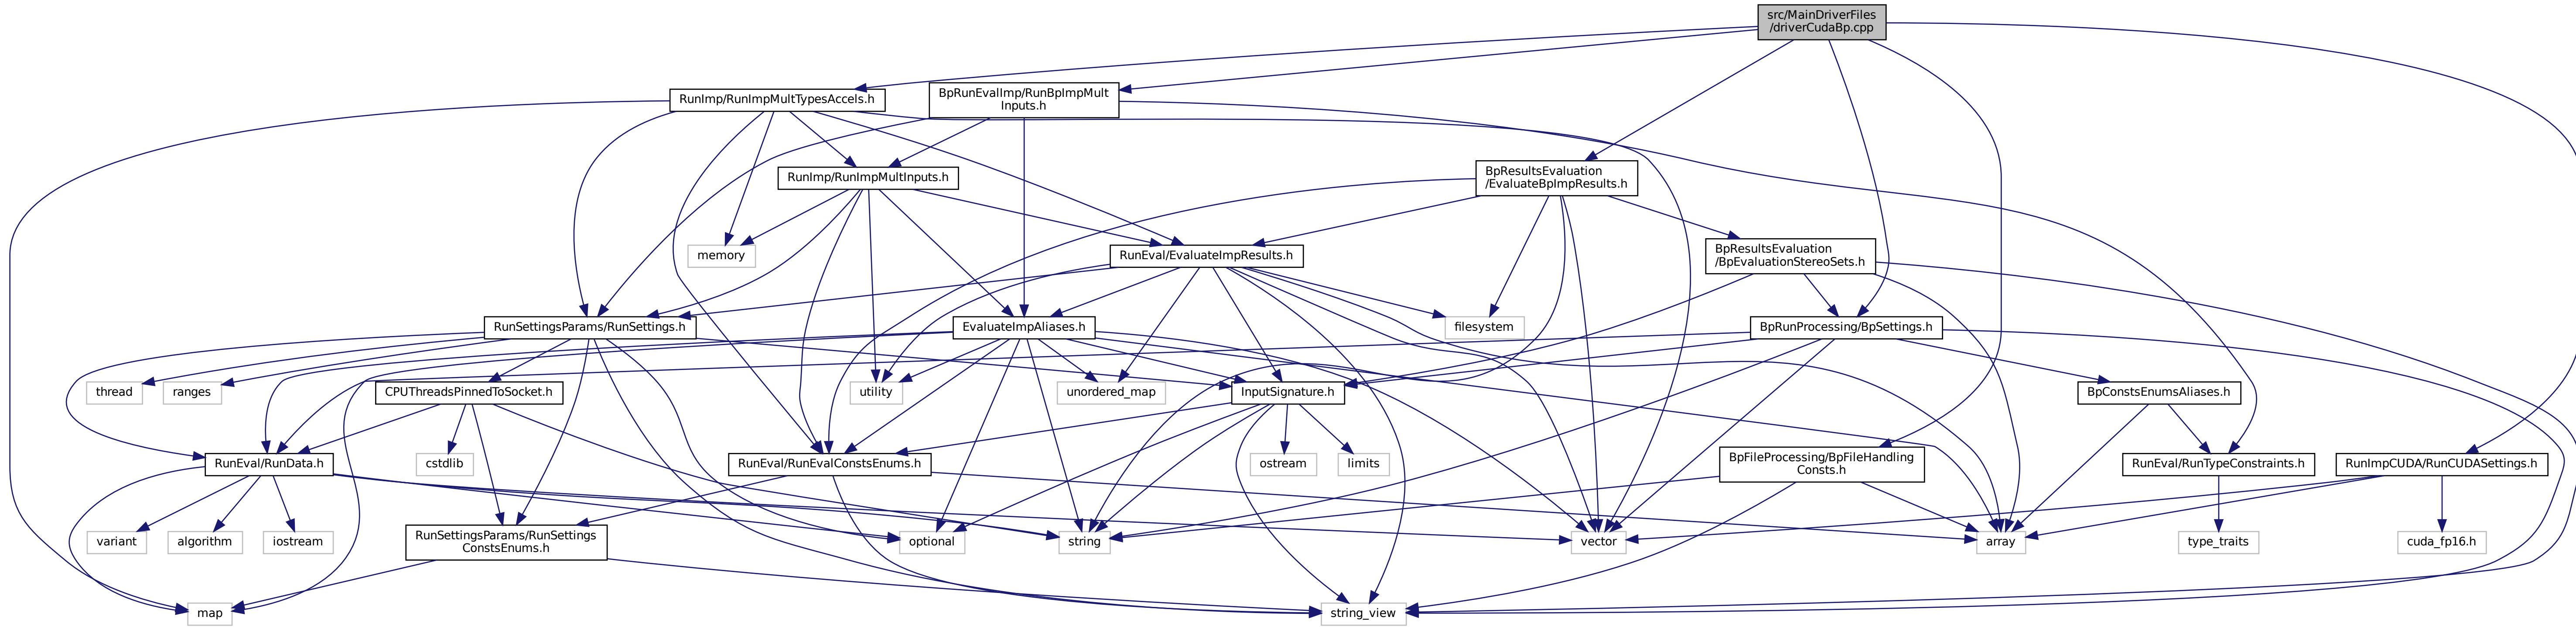 src/MainDriverFiles
/driverCudaBp.cpp
RunImp/RunImpMultTypesAccels.h
BpRunEvalImp/RunBpImpMult
Inputs.h
RunImp/RunImpMultInputs.h
BpResultsEvaluation
/EvaluateBpImpResults.h
memory
RunEval/EvaluateImpResults.h
BpResultsEvaluation
/BpEvaluationStereoSets.h
RunSettingsParams/RunSettings.h
EvaluateImpAliases.h
filesystem
BpRunProcessing/BpSettings.h
thread
ranges
CPUThreadsPinnedToSocket.h
utility
unordered_map
InputSignature.h
BpConstsEnumsAliases.h
RunEval/RunData.h
cstdlib
RunEval/RunEvalConstsEnums.h
ostream
limits
BpFileProcessing/BpFileHandling
Consts.h
RunEval/RunTypeConstraints.h
RunImpCUDA/RunCUDASettings.h
variant
algorithm
iostream
RunSettingsParams/RunSettings
ConstsEnums.h
optional
string
vector
array
type_traits
cuda_fp16.h
map
string_view